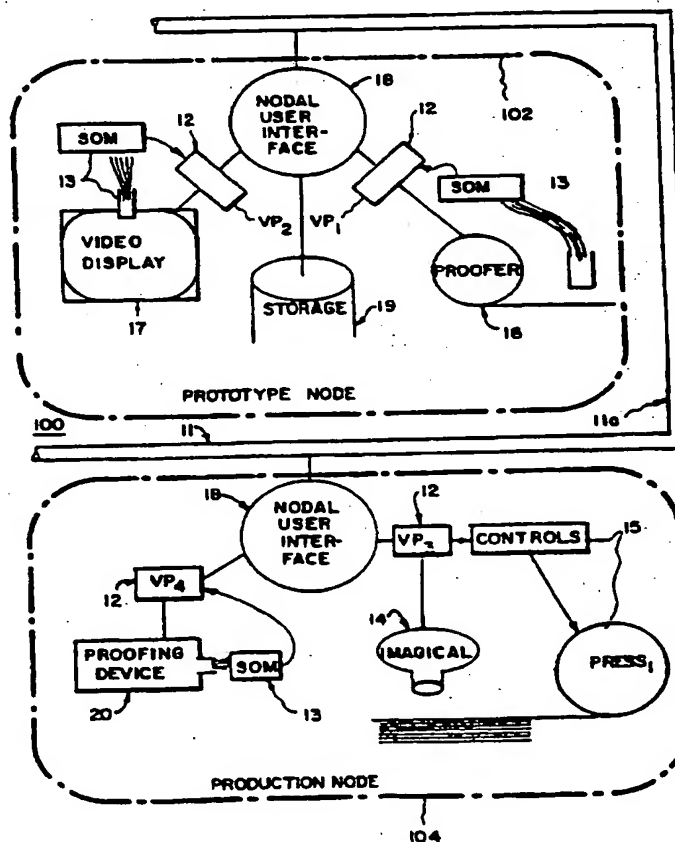 18
NODAL
USER
INTER-
FACE
102
12
12
SOM
13
VP2
VP1
SOM
13
VIDEO
DISPLAY
17
STORAGE
19
PROOFER
16
PROTOTYPE NODE
100
11
11a
18
NODAL
USER
INTER-
FACE
12
CONTROLS
15
12
VP4
14
IMAGICAL
PRESS1
PROOFING
DEVICE
SOM
20
13
PRODUCTION NODE
104